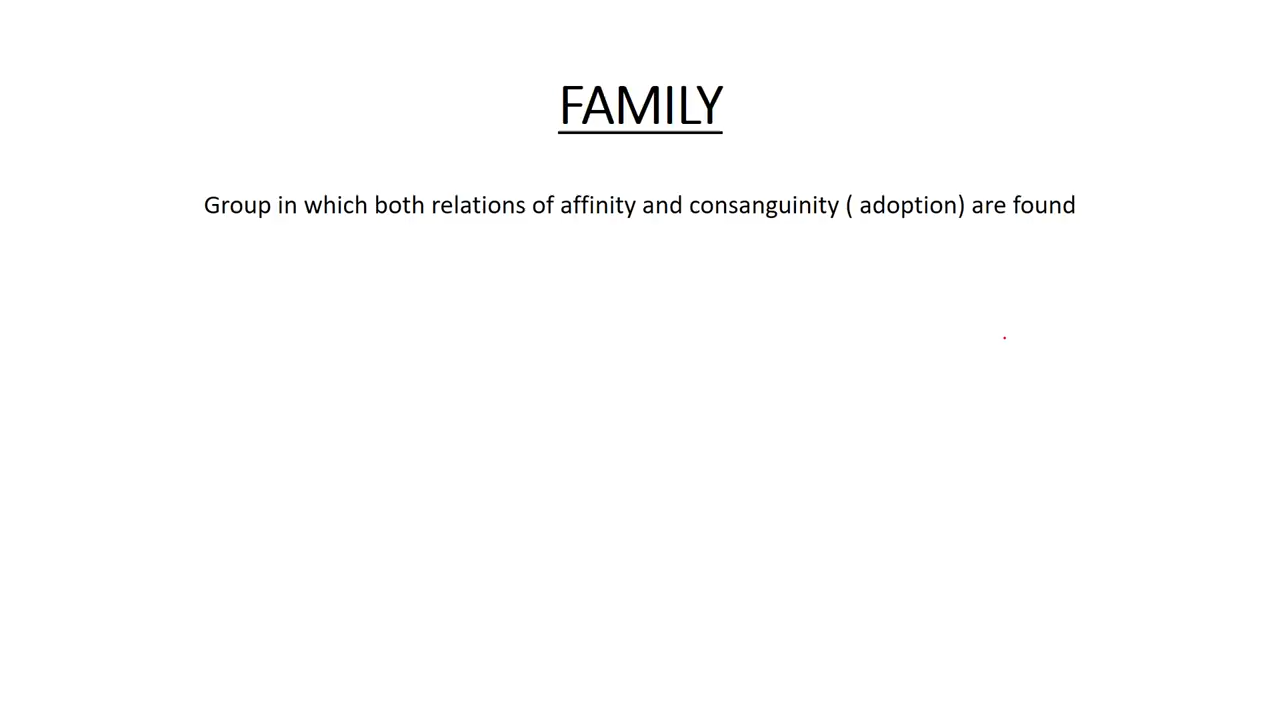 FAMILY
Group in which both relations of affinity and consanguinity ( adoption) are found